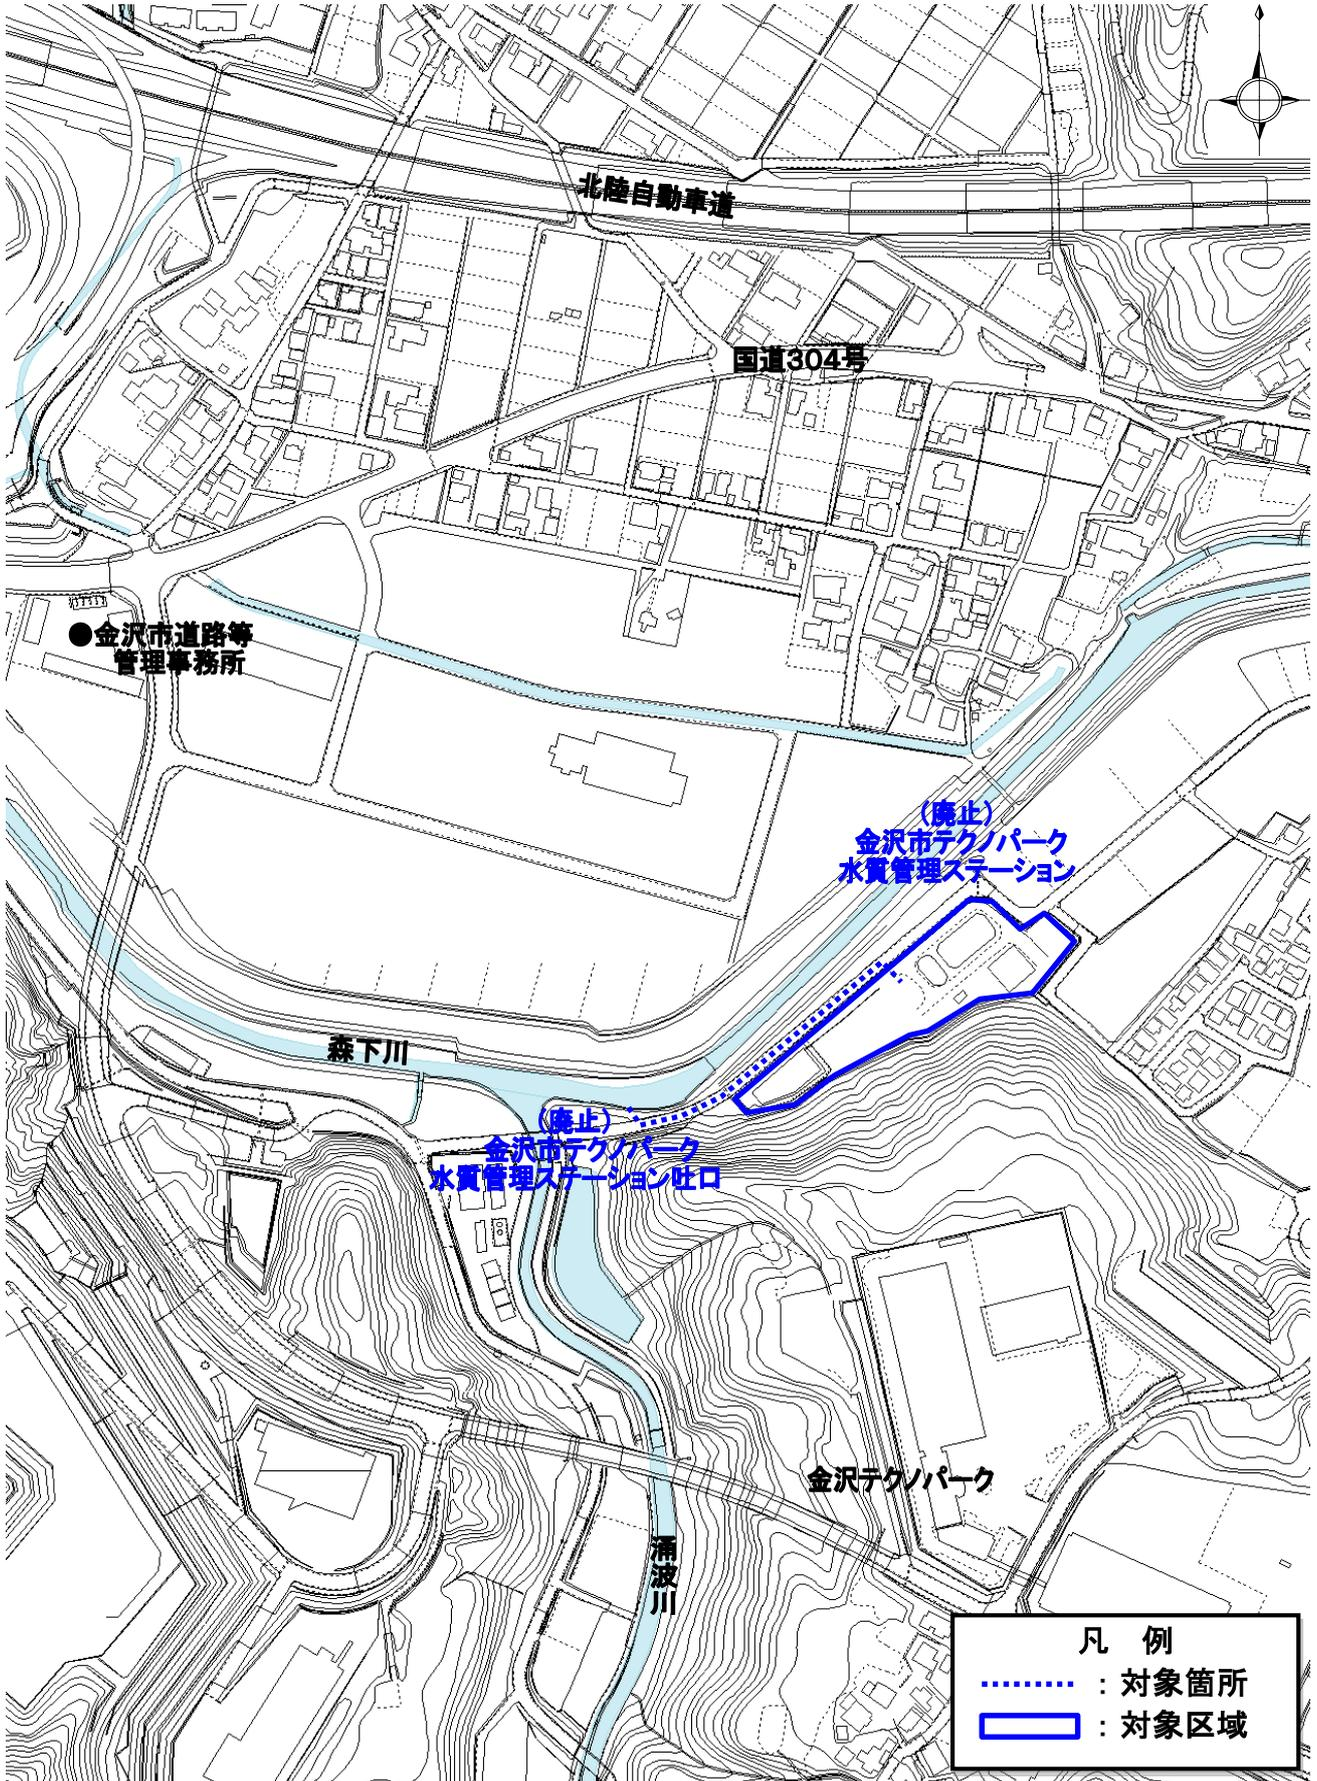 北陸自動車道
国道304号
●金沢市道路等
管理事務所
(廃止)
金沢市テクノパーク
水質管理ステーション
森下川
(廃止)
金沢市テクノパーク
水質管理ステーション吐口
金沢テクノパーク
涌波川
凡 例
：対象箇所
：対象区域